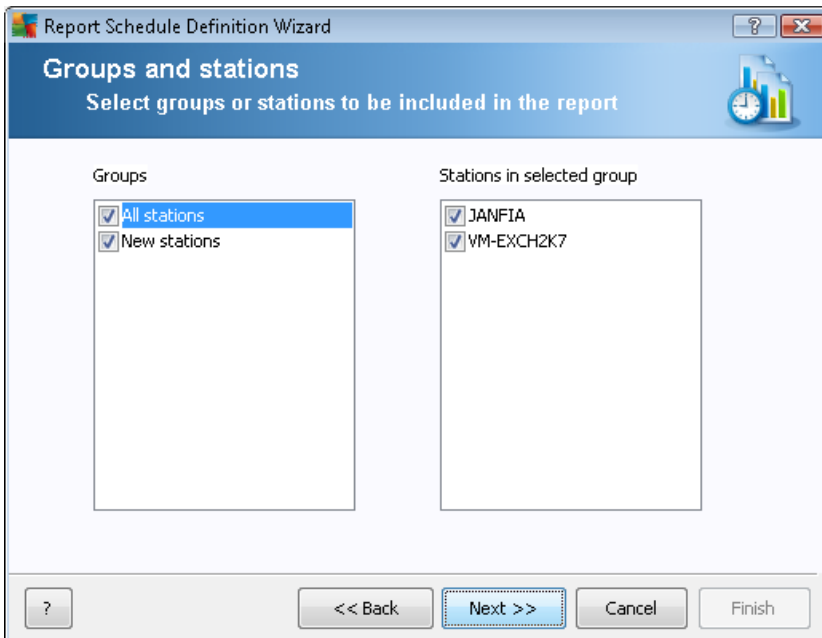 Report Schedule Definition Wizard
?
Groups and stations
Select groups or stations to be included in the report
Groups
Stations in selected group
All stations
New stations
JANFIA
VM-EXCH2K7
?
<< Back
Next >>
Cancel
Finish